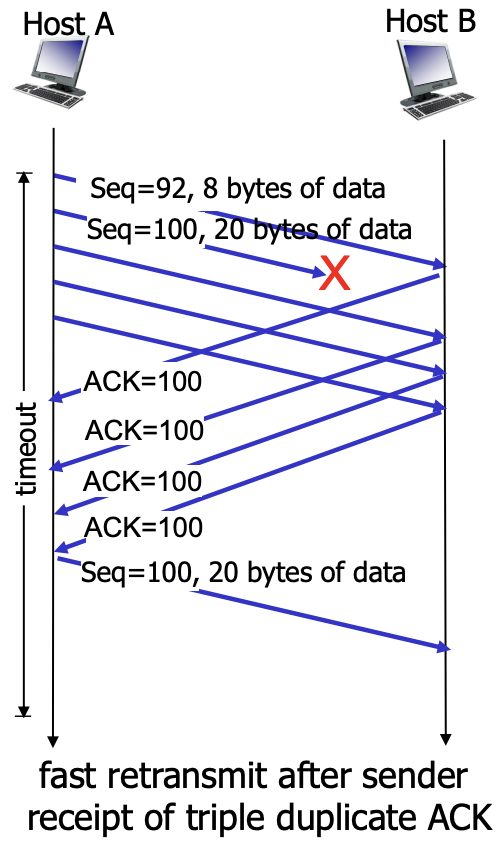 Host A
Host B
Seq=92, 8 bytes of data
Seq=100, 20 bytes of data
X
ACK=100
ACK=100
ACK=100
ACK=100
timeout
Seq=100, 20 bytes of data
fast retransmit after sender
receipt of triple duplicate ACK